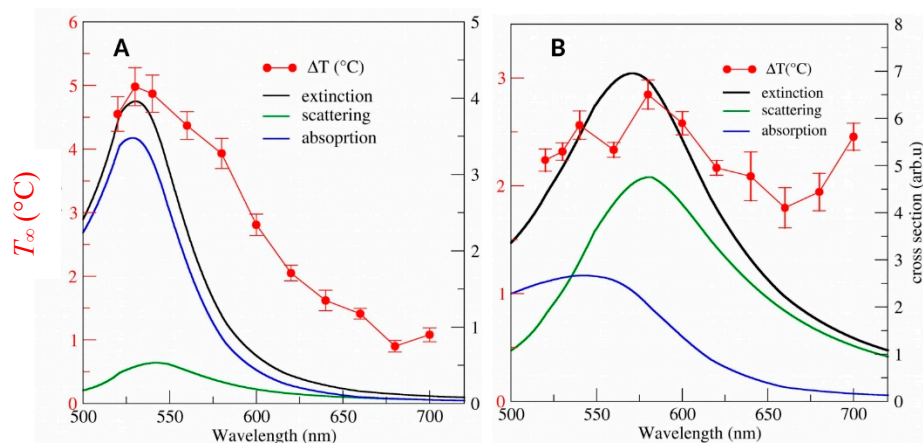 A
ΔT (°C)
extinction
scattering
absoprtion
T∞ (°C)
6
5
4
3
2
1
0
5
4
3
2
1
0
500 550 600 650 700
Wavelength (nm)
B
ΔT(°C)
extinction
scattering
absorption
3
2
1
0
8
7
6
5
4
3
2
1
0
cross section (arb.u)
500 550 600 650 700
Wavelength (nm)